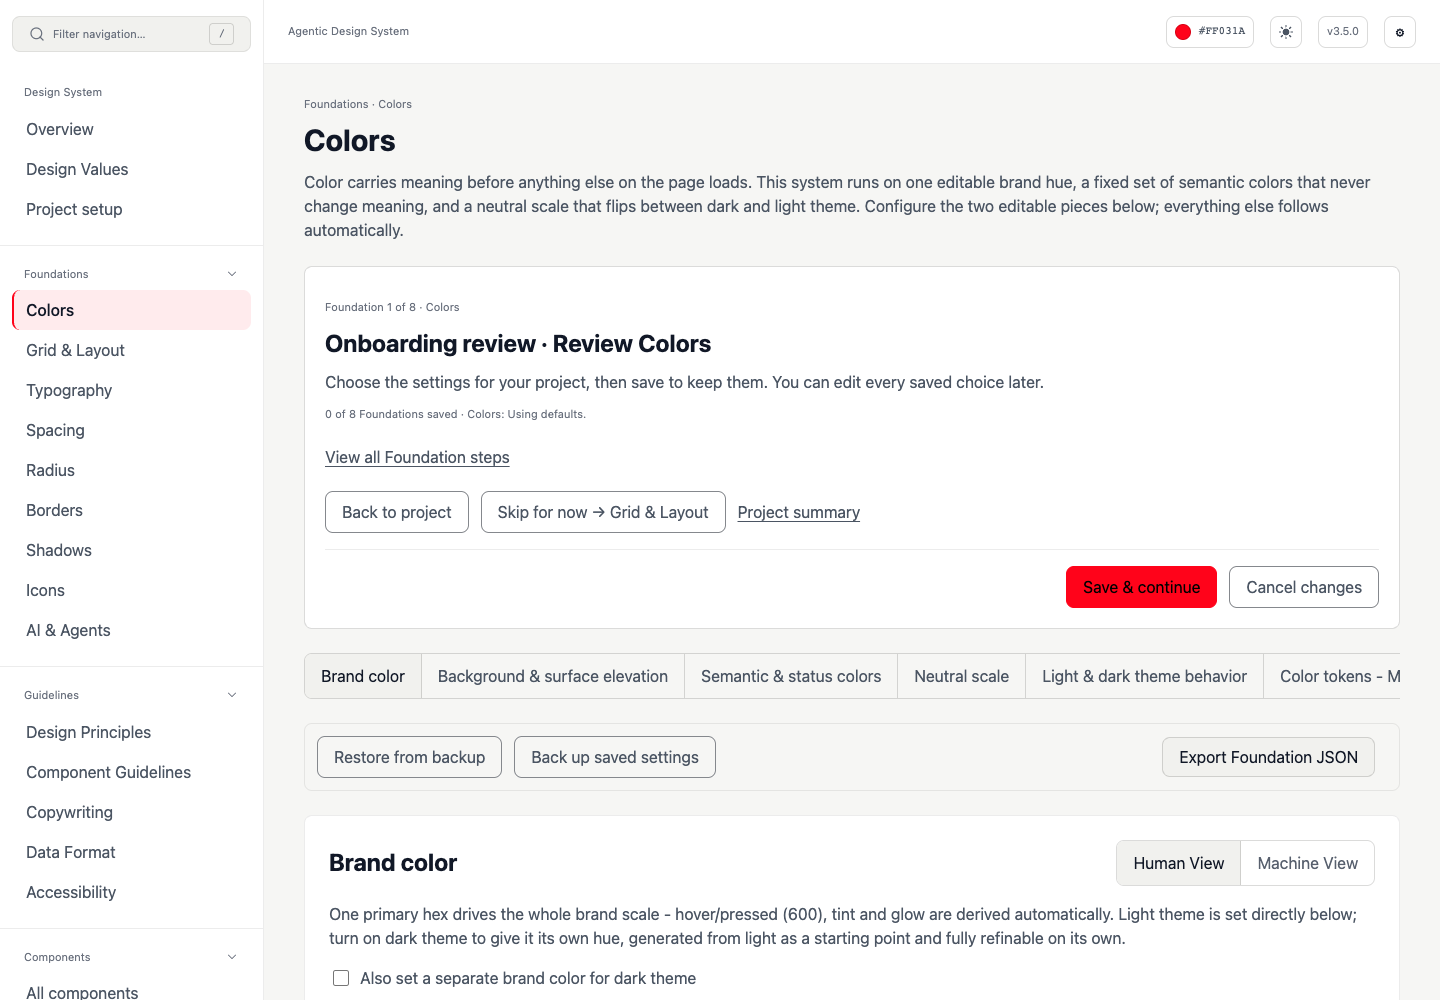 Filter navigation...
/
Agentic Design System
#FF031A
v3.5.0
Design System
Overview
Design Values
Project setup
Foundations
Colors
Grid & Layout
Typography
Spacing
Radius
Borders
Shadows
Icons
AI & Agents
Guidelines
Design Principles
Component Guidelines
Copywriting
Data Format
Accessibility
Components
All components
Foundations · Colors
Colors
Color carries meaning before anything else on the page loads. This system runs on one editable brand hue, a fixed set of semantic colors that never
change meaning, and a neutral scale that flips between dark and light theme. Configure the two editable pieces below; everything else follows
automatically.
Foundation 1 of 8 · Colors
Onboarding review · Review Colors
Choose the settings for your project, then save to keep them. You can edit every saved choice later.
0 of 8 Foundations saved · Colors: Using defaults.
View all Foundation steps
Back to project
Skip for now → Grid & Layout
Project summary
Save & continue
Cancel changes
Brand color
Background & surface elevation
Semantic & status colors
Neutral scale
Light & dark theme behavior
Color tokens - M
Restore from backup
Back up saved settings
Export Foundation JSON
Brand color
Human View
Machine View
One primary hex drives the whole brand scale - hover/pressed (600), tint and glow are derived automatically. Light theme is set directly below;
turn on dark theme to give it its own hue, generated from light as a starting point and fully refinable on its own.
Also set a separate brand color for dark theme